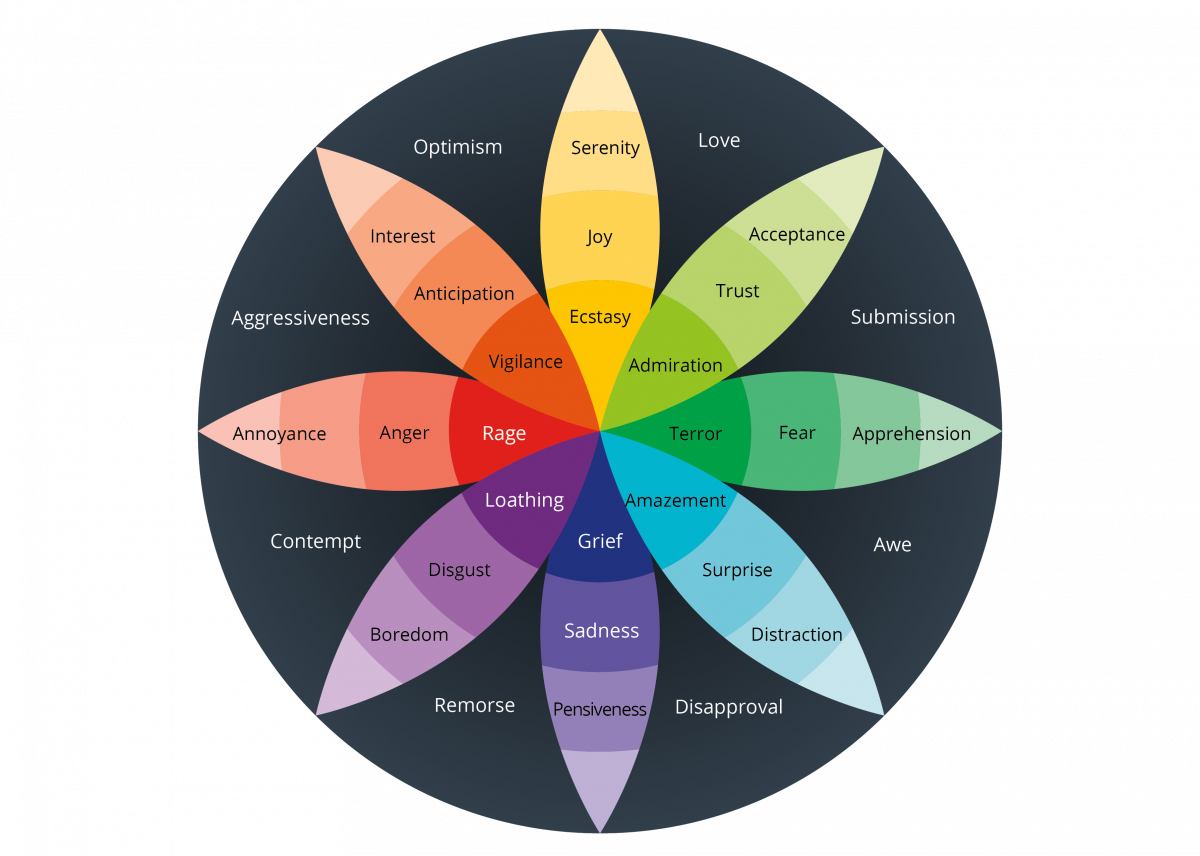 Optimism
Love
Serenity
Interest
Joy
Acceptance
Anticipation
Trust
Aggressiveness
Ecstasy
Submission
Vigilance
Admiration
Annoyance
Anger
Rage
Terror
Fear
Apprehension
Loathing
Amazement
Contempt
Grief
Awe
Disgust
Surprise
Boredom
Sadness
Distraction
Remorse
Pensiveness
Disapproval